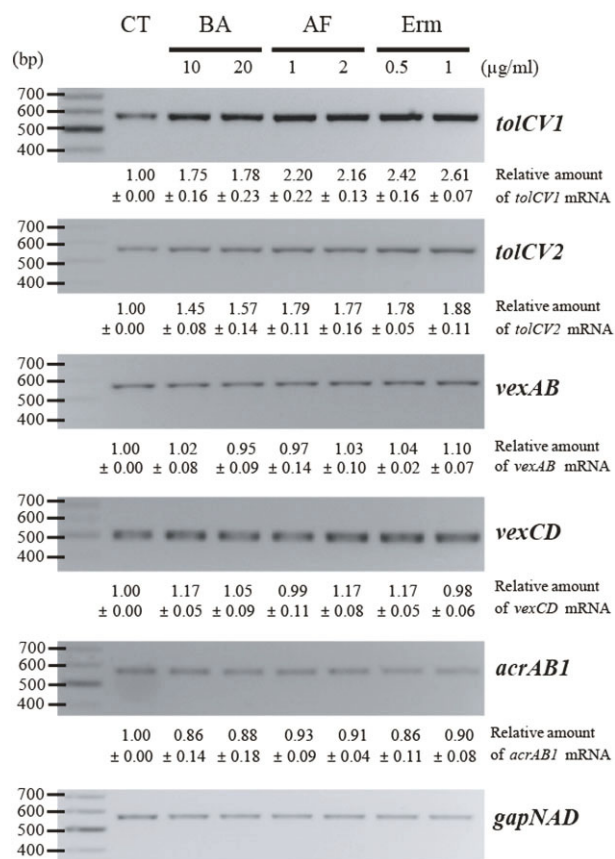 CT BA AF Erm
(bp) 10 20 1 2 0.5 1 (µg/ml)
700
600
500
400
tolCV1
1.00 1.75 1.78 2.20 2.16 2.42 2.61 Relative amount
± 0.00 ± 0.16 ± 0.23 ± 0.22 ± 0.13 ± 0.16 ± 0.07 of tolCV1 mRNA
700
600
500
400
tolCV2
1.00 1.45 1.57 1.79 1.77 1.78 1.88 Relative amount
± 0.00 ± 0.08 ± 0.14 ± 0.11 ± 0.16 ± 0.05 ± 0.11 of tolCV2 mRNA
700
600
500
400
vexAB
1.00 1.02 0.95 0.97 1.03 1.04 1.10 Relative amount
± 0.00 ± 0.08 ± 0.09 ± 0.14 ± 0.10 ± 0.02 ± 0.07 of vexAB mRNA
700
600
500
400
vexCD
1.00 1.17 1.05 0.99 1.17 1.17 0.98 Relative amount
± 0.00 ± 0.05 ± 0.09 ± 0.11 ± 0.08 ± 0.05 ± 0.06 of vexCD mRNA
700
600
500
400
acrAB1
1.00 0.86 0.88 0.93 0.91 0.86 0.90 Relative amount
± 0.00 ± 0.14 ± 0.18 ± 0.09 ± 0.04 ± 0.11 ± 0.08 of acrAB1 mRNA
700
600
500
400
gapNAD